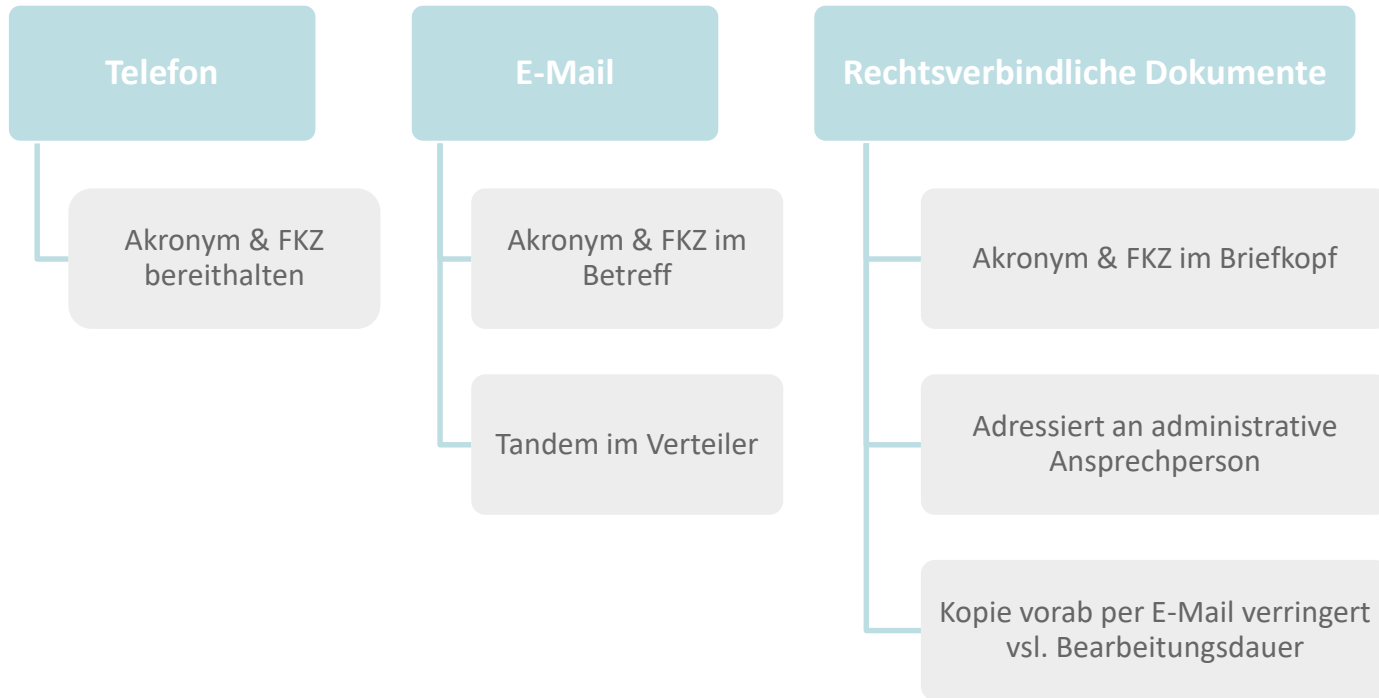 Telefon
Akronym & FKZ
bereithalten
E-Mail
Akronym & FKZ im
Betreff
Tandem im Verteiler
Rechtsverbindliche Dokumente
Akronym & FKZ im Briefkopf
Adressiert an administrative
Ansprechperson
Kopie vorab per E-Mail verringert
vsl. Bearbeitungsdauer